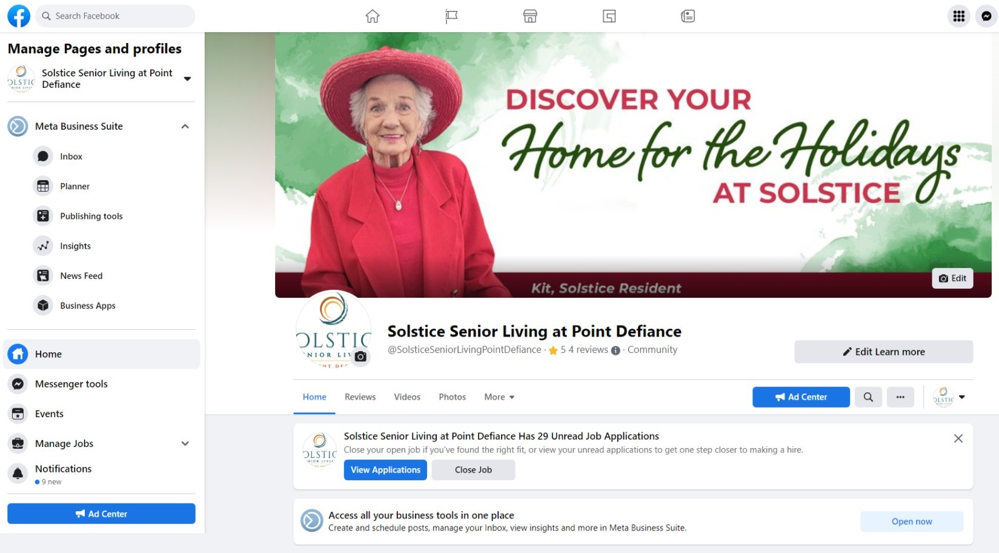 Search Facebook
Manage Pages and profiles
Solstice Senior Living at Point
Defiance
Meta Business Suite
Inbox
Planner
Publishing tools
Insights
News Feed
Business Apps
Home
Messenger tools
Events
Manage Jobs
Notifications
9 new
Ad Center
DISCOVER YOUR
Home for the Holidays
AT SOLSTICE
Kit, Solstice Resident
Edit
OLSTIC
NIOR LIV
Solstice Senior Living at Point Defiance
@SolsticeSeniorLivingPointDefiance · 5 4 reviews · Community
Edit Learn more
Home Reviews Videos Photos More
Ad Center
OLSTIC
Solstice Senior Living at Point Defiance Has 29 Unread Job Applications
Close your open job if you've found the right fit, or view your unread applications to get one step closer to making a hire.
View Applications Close Job
Access all your business tools in one place
Create and schedule posts, manage your Inbox, view insights and more in Meta Business Suite.
Open now